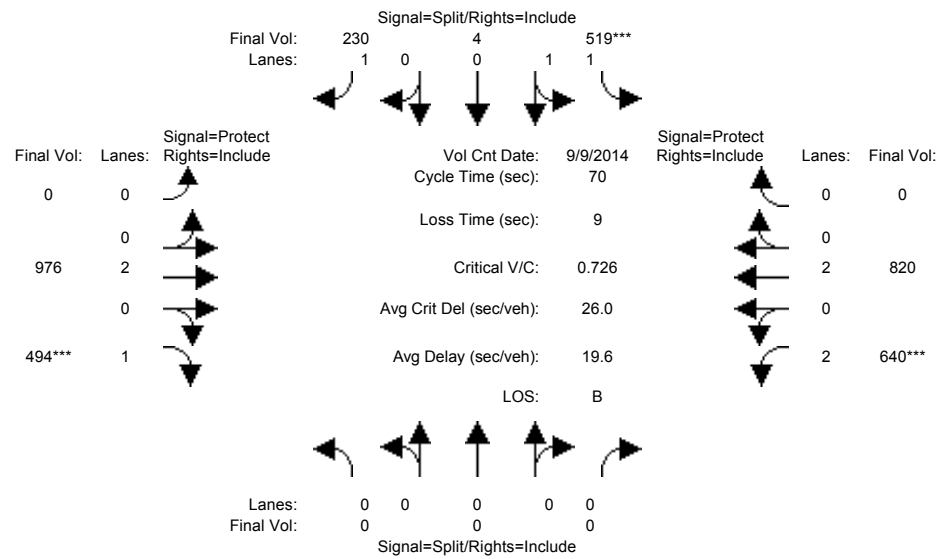 Signal=Split/Rights=Include
Final Vol: 230 4 519***
Lanes: 1 0 0 1 1
Signal=Protect Signal=Protect
Final Vol: Lanes: Rights=Include Vol Cnt Date: 9/9/2014 Rights=Include Lanes: Final Vol:
Cycle Time (sec): 70
0 0 0 0
Loss Time (sec): 9
0 0
976 2 Critical V/C: 0.726 2 820
0 Avg Crit Del (sec/veh): 26.0 0
494*** 1 Avg Delay (sec/veh): 19.6 2 640***
LOS: B
Lanes: 0 0 0 0 0
Final Vol: 0 0 0
Signal=Split/Rights=Include